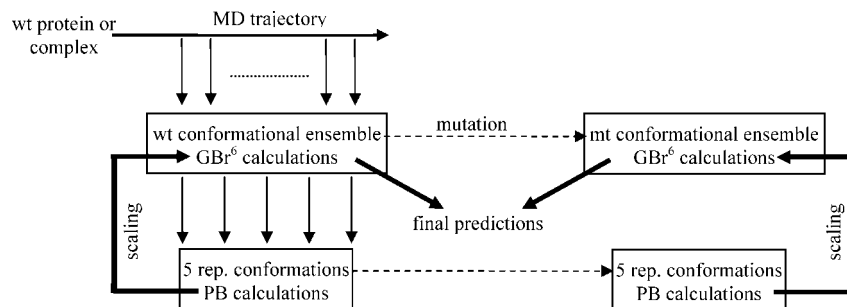 wt protein or
complex
MD trajectory
wt conformational ensemble
GBr⁶ calculations
mutation
mt conformational ensemble
GBr⁶ calculations
scaling
final predictions
scaling
5 rep. conformations
PB calculations
5 rep. conformations
PB calculations